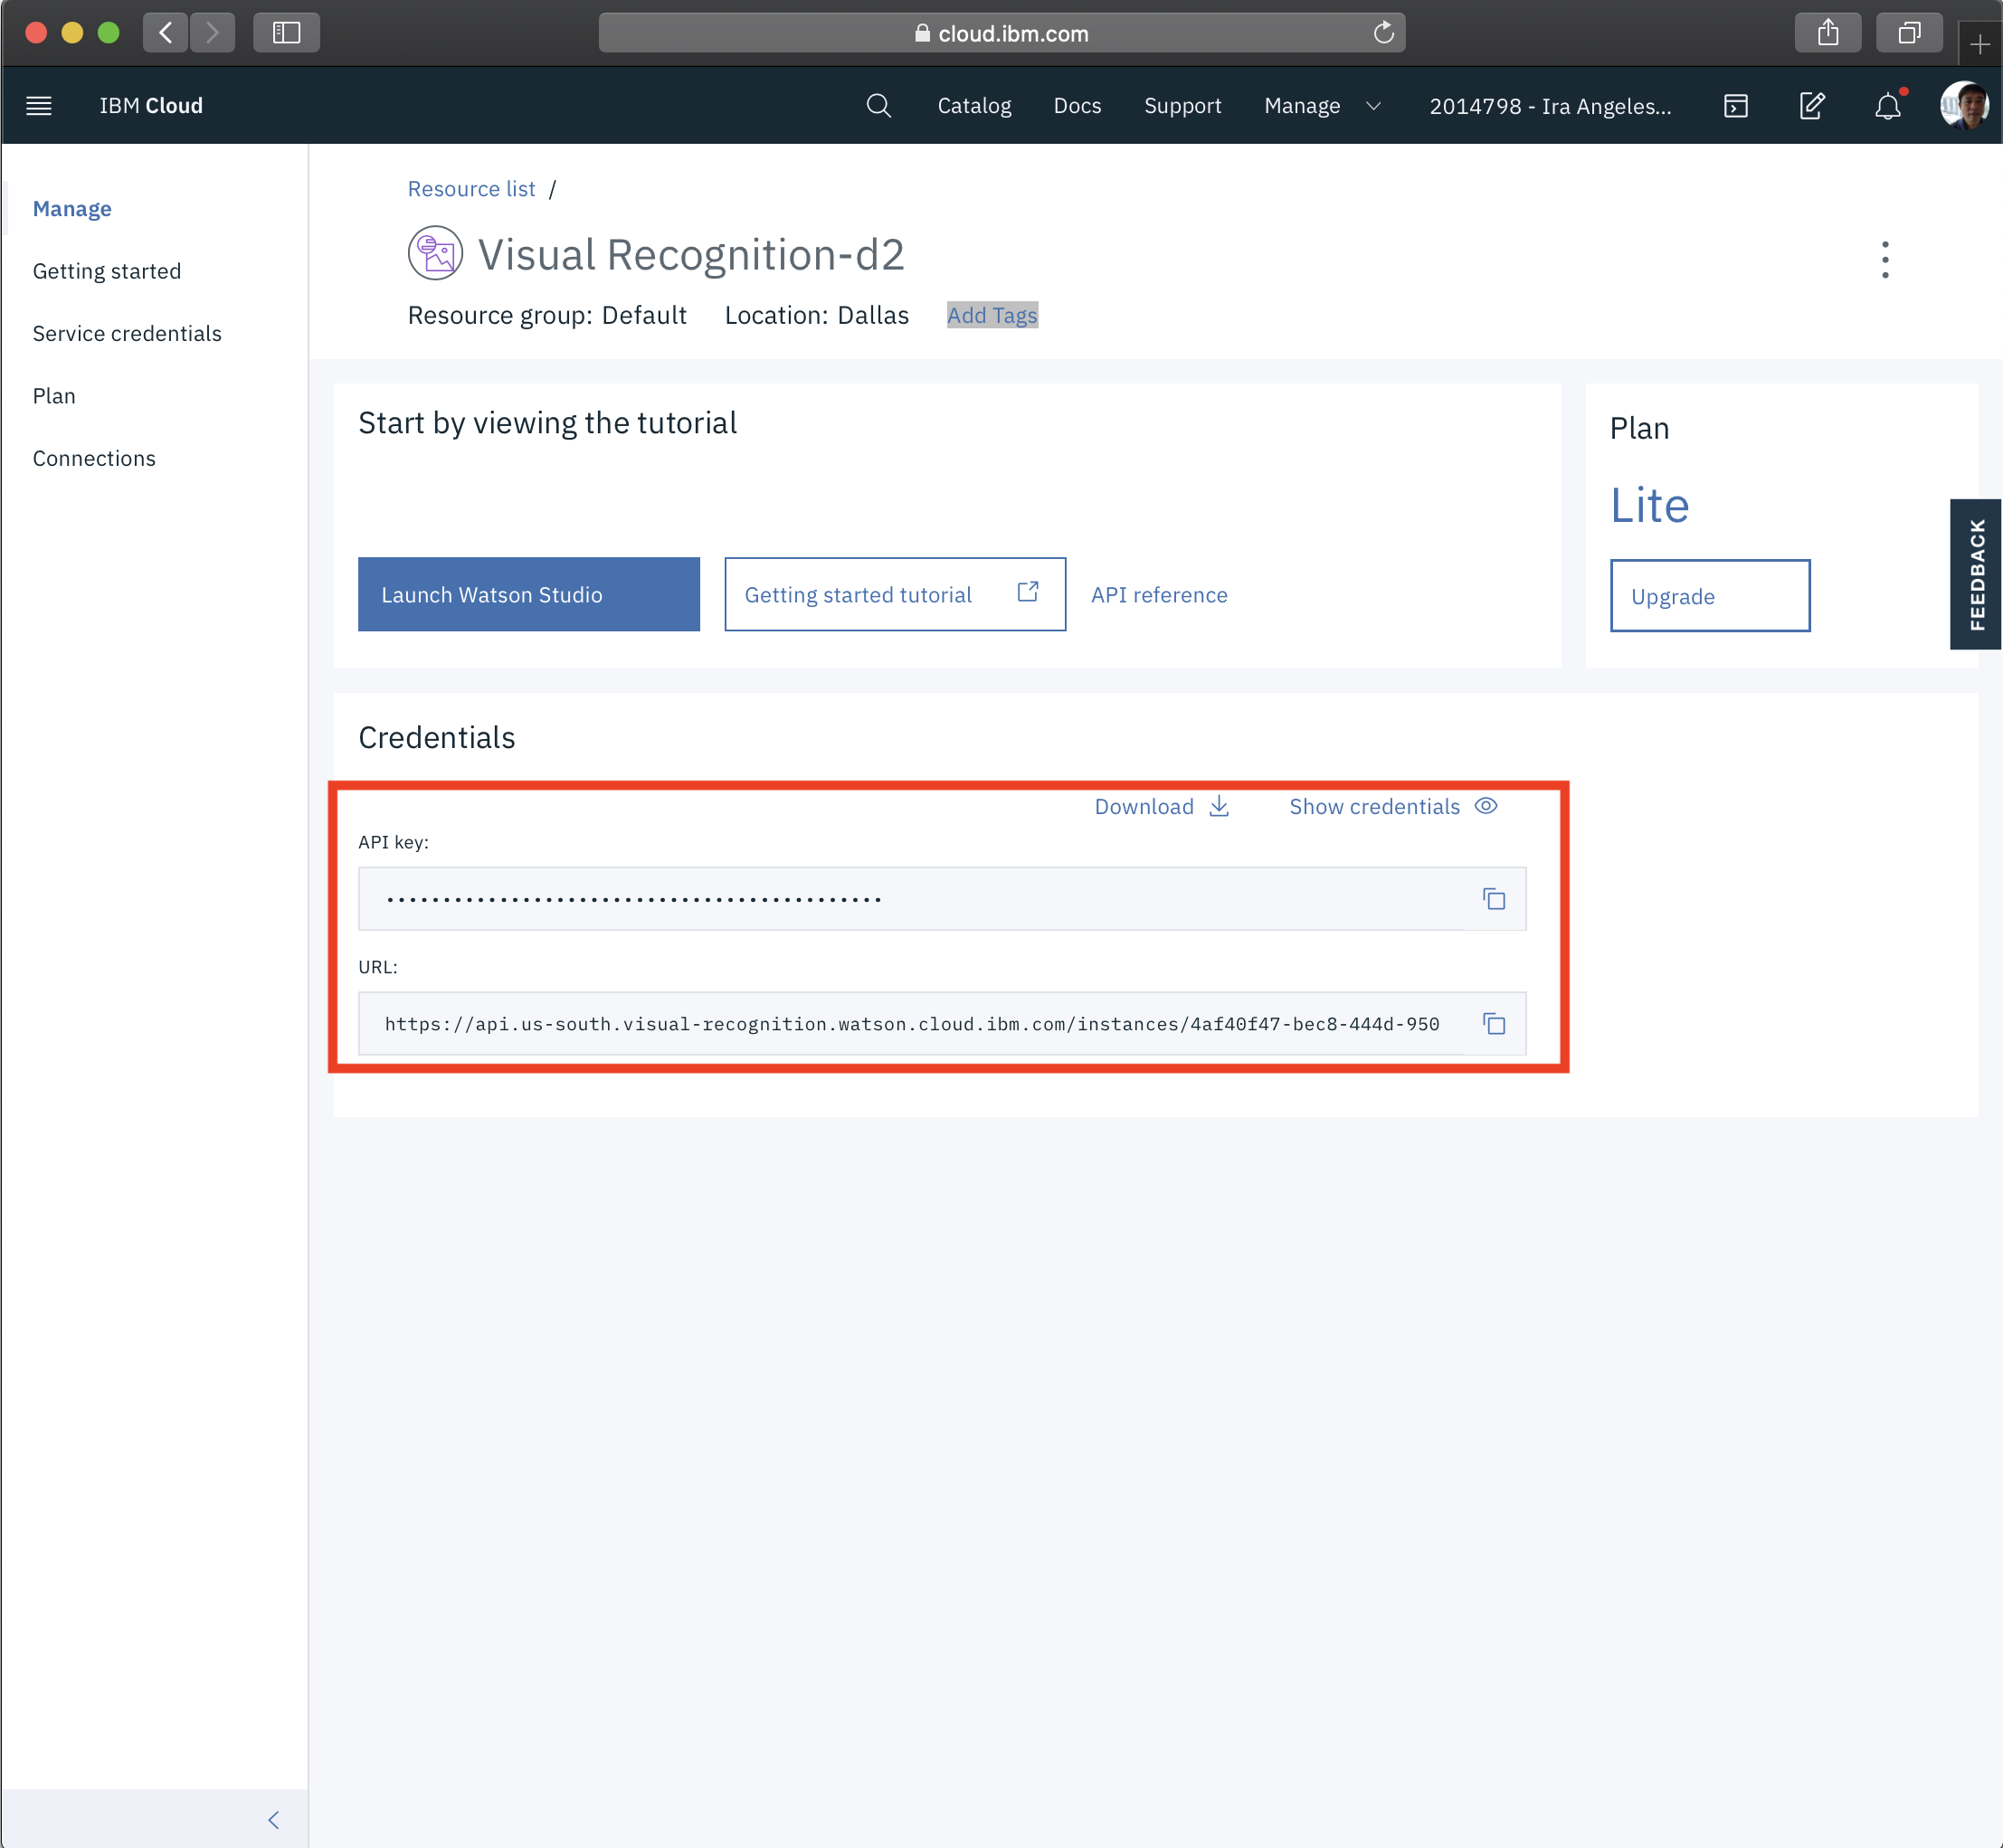 cloud.ibm.com
IBM Cloud
Catalog
Docs
Support
Manage
2014798 - Ira Angeles...
Manage
Getting started
Service credentials
Plan
Connections
Resource list /
Visual Recognition-d2
Resource group: Default Location: Dallas Add Tags
Start by viewing the tutorial
Launch Watson Studio
Getting started tutorial
API reference
Plan
Lite
Upgrade
FEEDBACK
Credentials
Download
Show credentials
API key:
••••••••••••••••••••••••••••••••••••••••••••
URL:
https://api.us-south.visual-recognition.watson.cloud.ibm.com/instances/4af40f47-bec8-444d-950